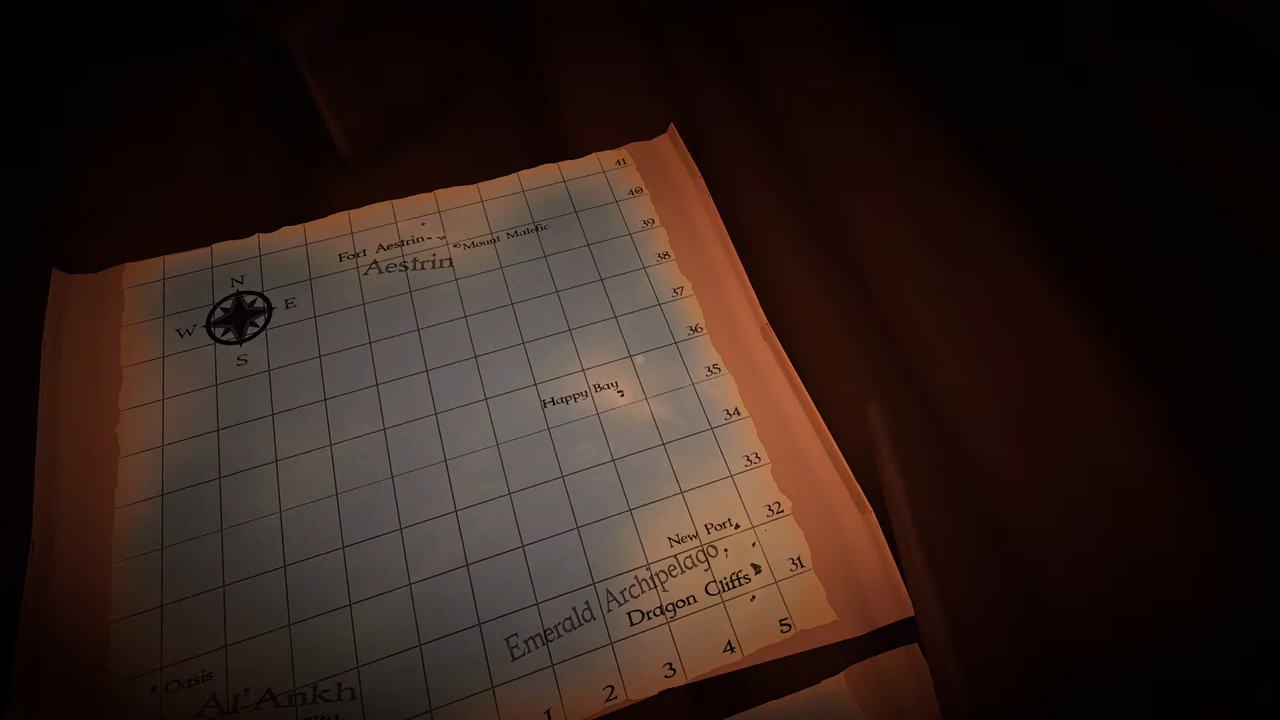 41
40
39
Fort Aestrin
Mount Malefic
Aestrin
38
N
W
E
S
37
36
35
Happy Bay
34
33
32
New Port
31
Emerald Archipelago
Dragon Cliffs
5
4
3
2
1
Oasis
Al'Ankh